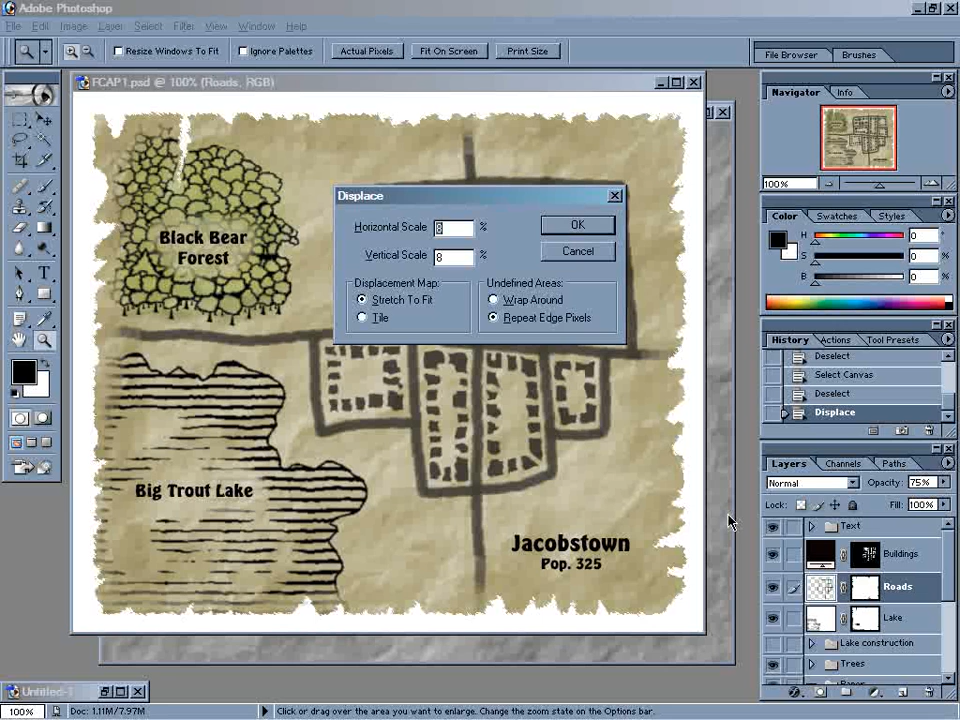 Adobe Photoshop
File Edit Image Layer Select Filter View Window Help
Resize Windows To Fit Ignore Palettes Actual Pixels Fit On Screen Print Size File Browser Brushes
FCAP1.psd @ 100% (Roads, RGB)
Navigator Info
100%
Displace
Horizontal Scale 8 %
OK
Vertical Scale 8 %
Cancel
Displacement Map:
Stretch To Fit
Tile
Undefined Areas:
Wrap Around
Repeat Edge Pixels
Black Bear
Forest
Big Trout Lake
Jacobstown
Pop. 325
Color Swatches Styles
H 0 °
S 0 %
B 0 %
History Actions Tool Presets
Deselect
Select Canvas
Deselect
Displace
Layers Channels Paths
Normal Opacity: 75%
Lock: Fill: 100%
Text
Buildings
Roads
Lake
Lake construction
Trees
Untitled-
100% Doc: 1.11M/7.97M Click or drag over the area you want to enlarge. Change the zoom state on the Options bar.